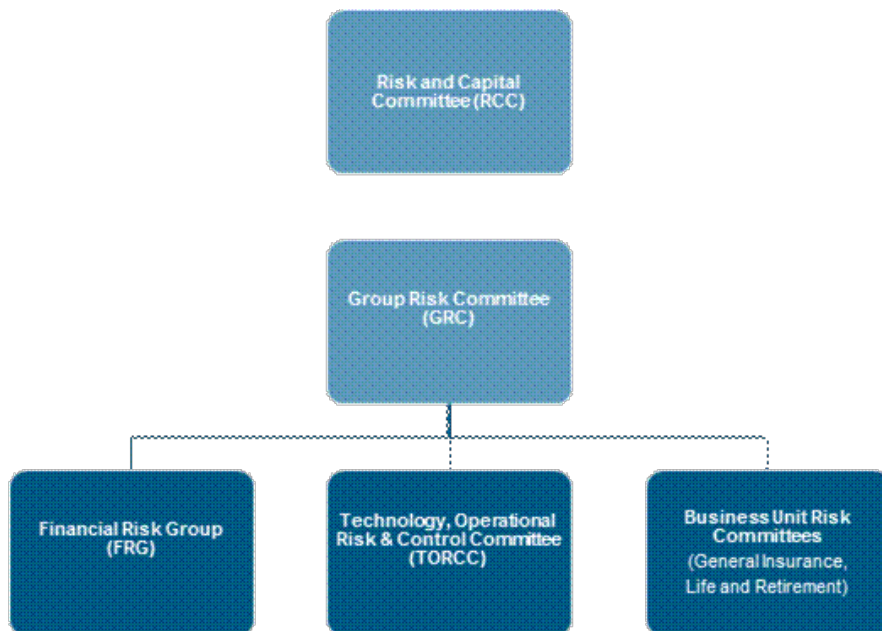 Risk and Capital
Committee (RCC)
Group Risk Committee
(GRC)
Financial Risk Group
(FRG)
Technology, Operational
Risk & Control Committee
(TORCC)
Business Unit Risk
Committees
(General Insurance,
Life and Retirement)